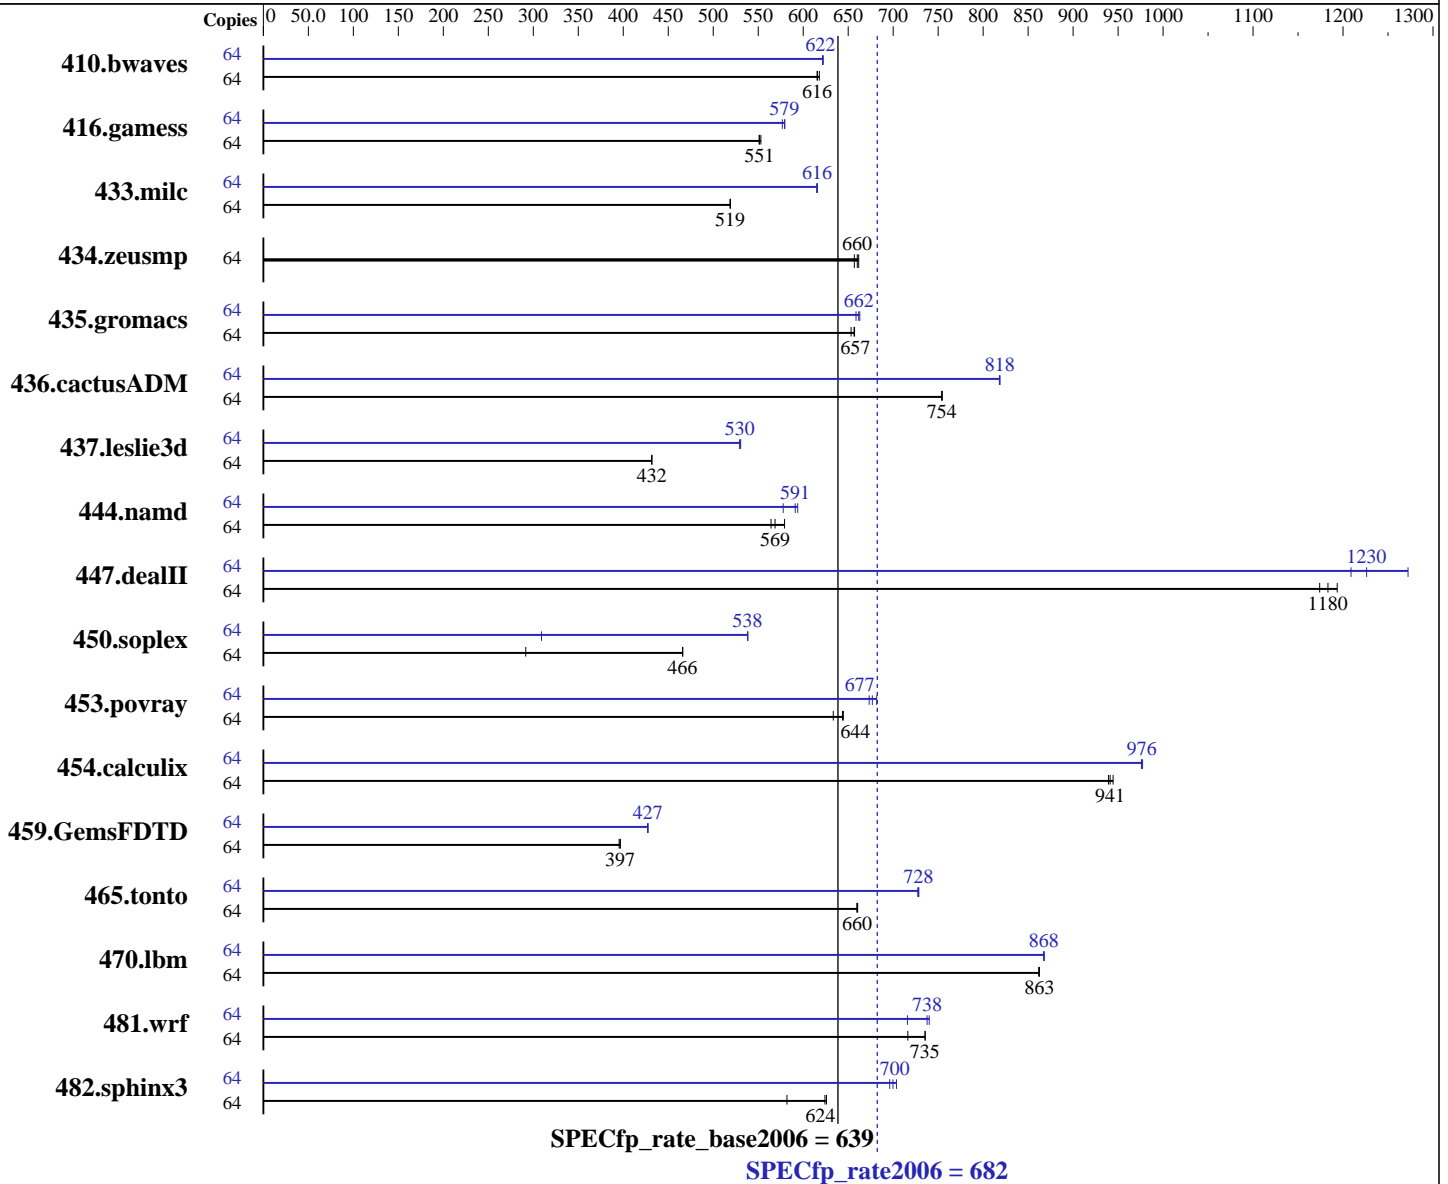 Copies 0 50.0 100 150 200 250 300 350 400 450 500 550 600 650 700 750 800 850 900 950 1000 1100 1200 1300
410.bwaves 64 622
64 616
416.gamess 64 579
64 551
433.milc 64 616
64 519
434.zeusmp 64 660
435.gromacs 64 662
64 657
436.cactusADM 64 818
64 754
437.leslie3d 64 530
64 432
444.namd 64 591
64 569
447.dealII 64 1230
64 1180
450.soplex 64 538
64 466
453.povray 64 677
64 644
454.calculix 64 976
64 941
459.GemsFDTD 64 427
64 397
465.tonto 64 728
64 660
470.lbm 64 868
64 863
481.wrf 64 738
64 735
482.sphinx3 64 700
64 624
SPECfp_rate_base2006 = 639
SPECfp_rate2006 = 682